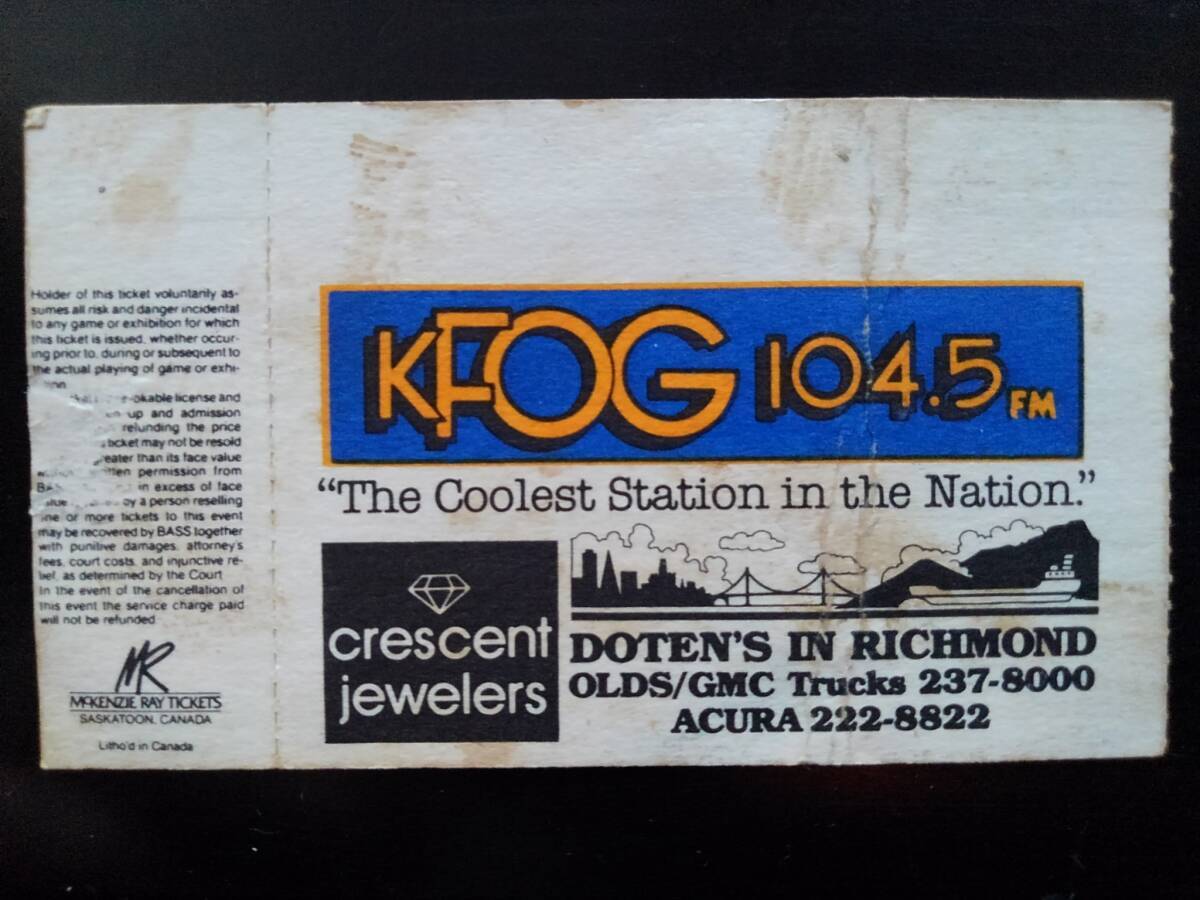 Holder of this ticket voluntarily as-
sumes all risk and danger incidental
to any game or exhibition for which
this ticket is issued, whether occur-
ing prior to, during or subsequent to
the actual playing of game or exhi-
license and
up and admission
refunding the price
ticket may not be resold
than its face value
permission from
in excess of face
by a person reselling
one or more tickets to this event
may be recovered by BASS together
with punitive damages, attorney's
fees, court costs, and injunctive re-
lief, as determined by the Court
In the event of the cancellation of
this event the service charge paid
will not be refunded
MR
MCKENZIE RAY TICKETS
SASKATOON, CANADA
Litho'd in Canada
KFOG 104.5 FM
“The Coolest Station in the Nation.”
crescent
jewelers
DOTEN'S IN RICHMOND
OLDS/GMC Trucks 237-8000
ACURA 222-8822